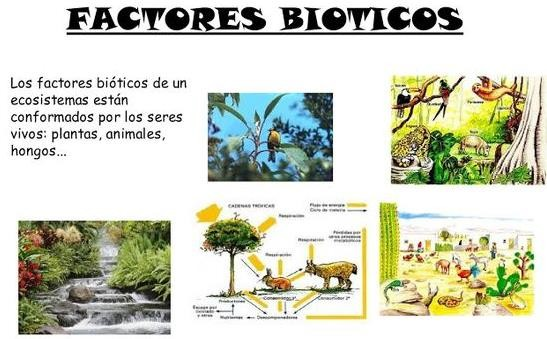 FACTORES BIOTICOS
Los factores bióticos de un
ecosistemas están
conformados por los seres
vivos: plantas, animales,
hongos...
CADENAS TRÓFICAS
Flujo de energía
Ciclo de materia
Respiración
Pérdidas por
otros procesos
metabólicos
Respiración
Respiración
Productores
Consumidor 1º
Consumidor 2º
Escape por
lixiviado
y otros
Nutrientes
Descomponedores